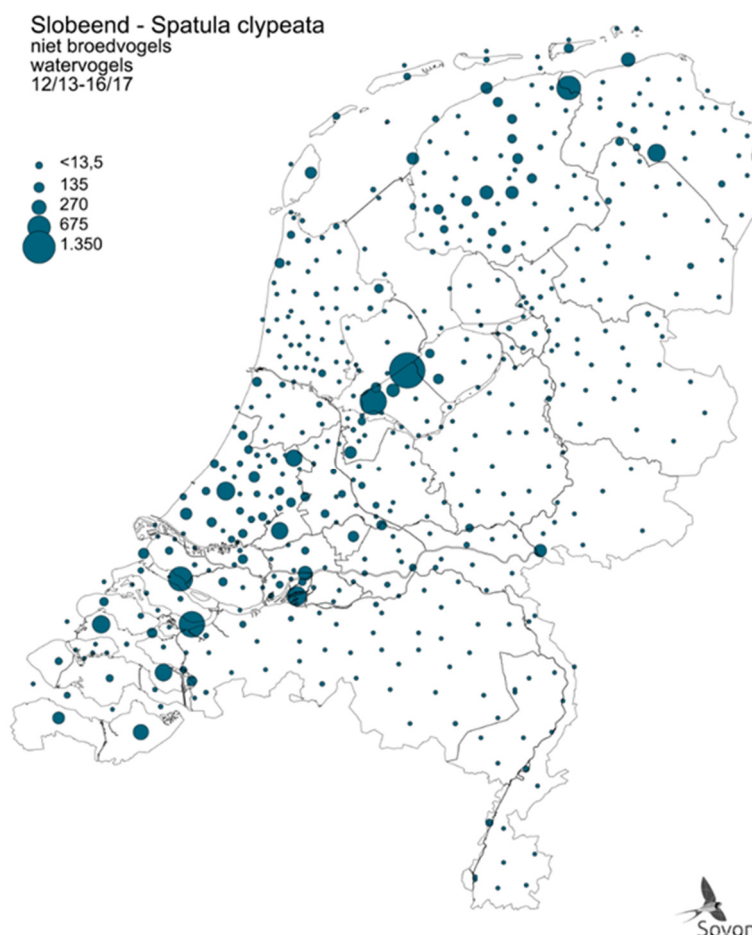 Slobeend - Spatula clypeata
niet broedvogels
watervogels
12/13-16/17
<13,5
135
270
675
1.350
Sovon